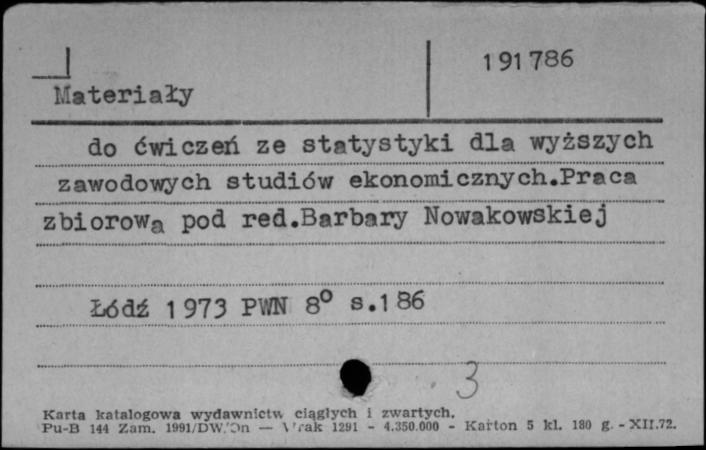 191786
Materiały
do ćwiczeń ze statystyki dla wyższych
zawodowych studiów ekonomicznych.Praca
zbiorowa pod red.Barbary Nowakowskiej
Łódź 1973 PWN 8° s.186
3
Karta katalogowa wydawnictw ciągłych i zwartych.
Pu-B 144 Zam. 1991/DW. — 1291 - 4.350.000 - Karton 5 kl. 180 g. - XII.72.